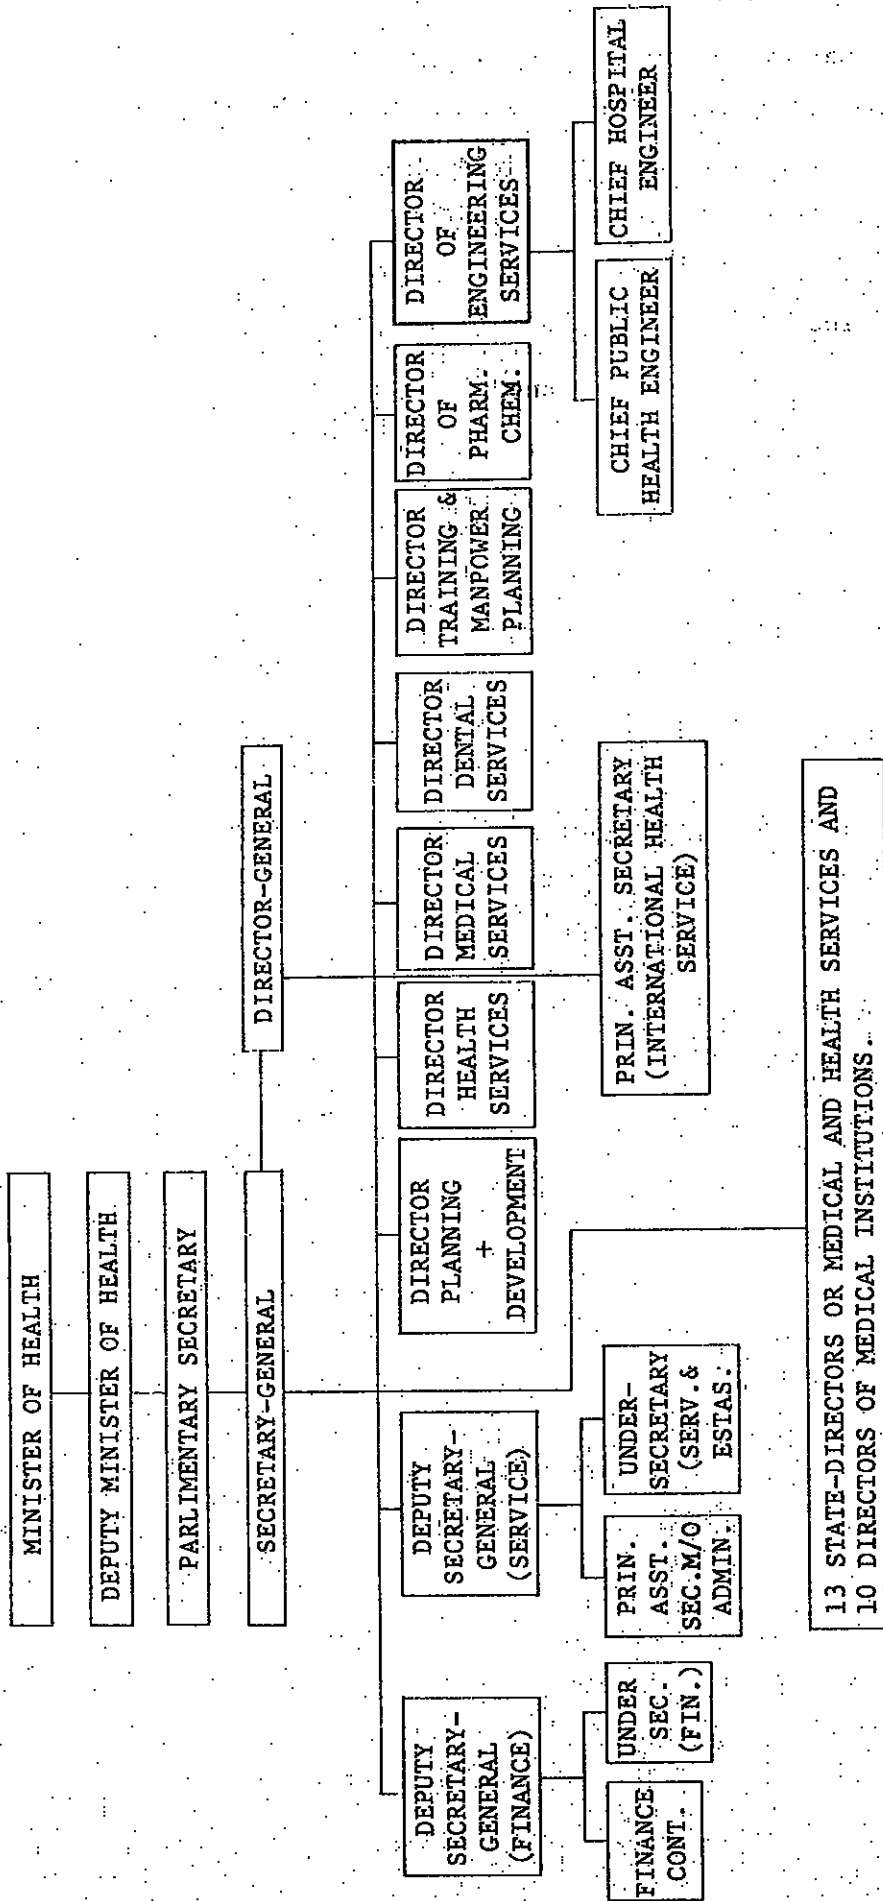 MINISTER OF HEALTH
DEPUTY MINISTER OF HEALTH
PARLIMENTARY SECRETARY
SECRETARY-GENERAL
DIRECTOR-GENERAL
DEPUTY
SECRETARY-
GENERAL
(FINANCE)
DEPUTY
SECRETARY-
GENERAL
(SERVICE)
DIRECTOR
PLANNING
+
DEVELOPMENT
DIRECTOR
HEALTH
SERVICES
DIRECTOR
MEDICAL
SERVICES
DIRECTOR
DENTAL
SERVICES
DIRECTOR
TRAINING &
MANPOWER
PLANNING
DIRECTOR
OF
PHARM.
CHEM.
DIRECTOR
OF
ENGINEERING
SERVICES
FINANCE
CONT.
UNDER
SEC.
(FIN.)
PRIN.
ASST.
SEC.M/O
ADMIN.
UNDER-
SECRETARY
(SERV.&
ESTAS.
PRIN. ASST. SECRETARY
(INTERNATIONAL HEALTH
SERVICE)
CHIEF PUBLIC
HEALTH ENGINEER
CHIEF HOSPITAL
ENGINEER
13 STATE-DIRECTORS OR MEDICAL AND HEALTH SERVICES AND
10 DIRECTORS OF MEDICAL INSTITUTIONS.